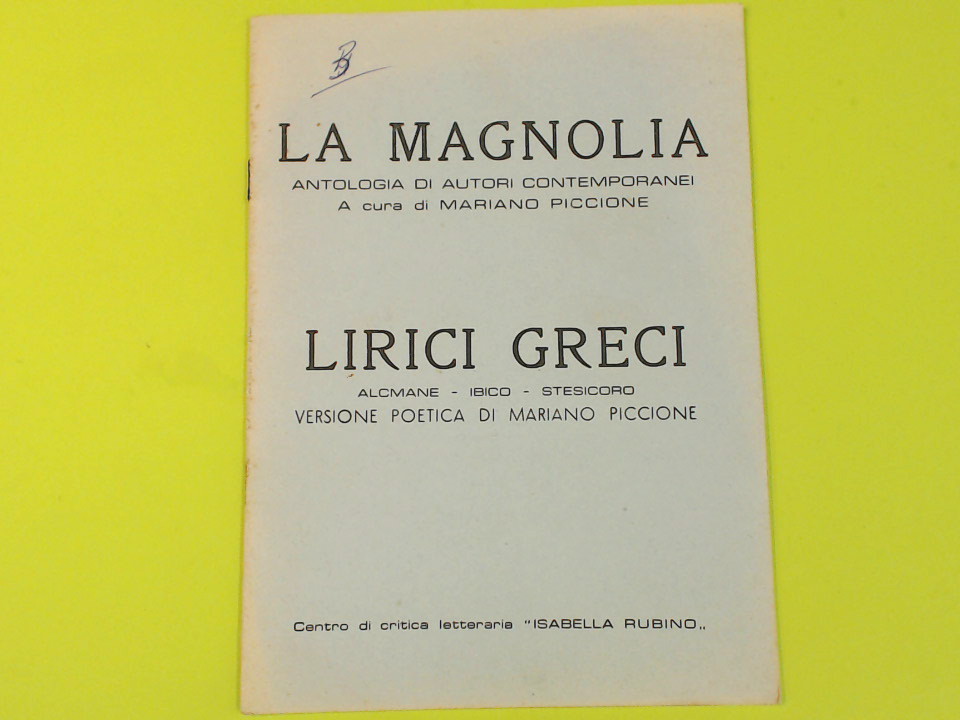 LA MAGNOLIA
ANTOLOGIA DI AUTORI CONTEMPORANEI
A cura di MARIANO PICCIONE
LIRICI GRECI
ALCMANE - IBICO - STESICORO
VERSIONE POETICA DI MARIANO PICCIONE
Centro di critica letteraria "ISABELLA RUBINO„